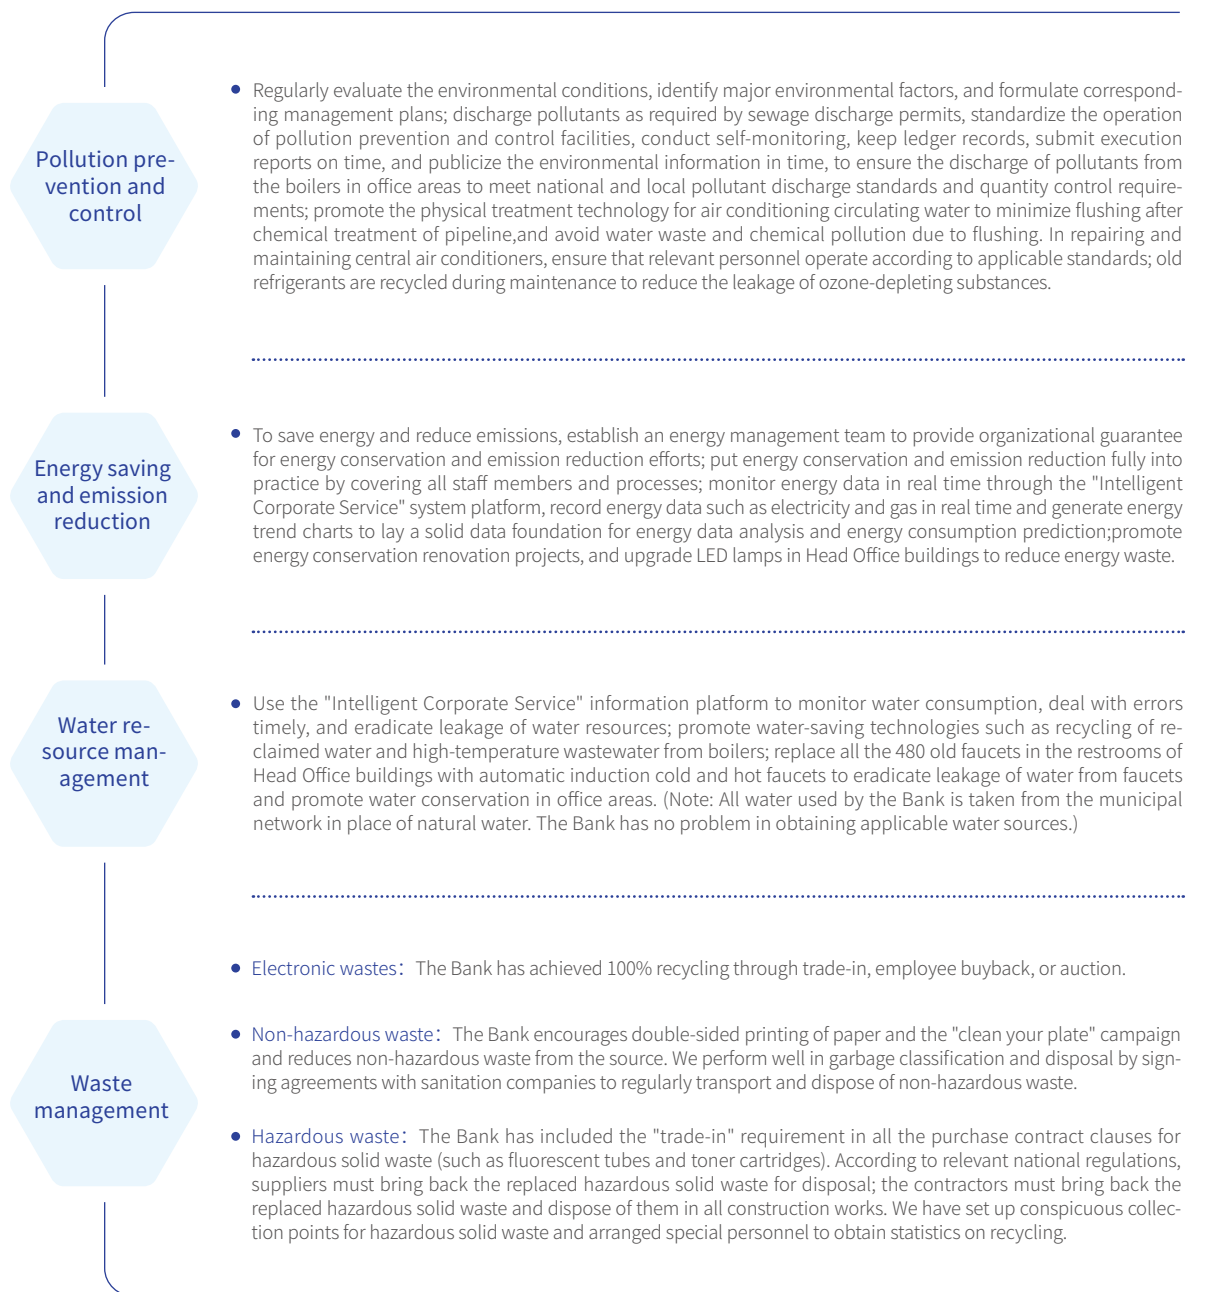 Pollution pre-
vention and
control
Regularly evaluate the environmental conditions, identify major environmental factors, and formulate correspond-
ing management plans; discharge pollutants as required by sewage discharge permits, standardize the operation
of pollution prevention and control facilities, conduct self-monitoring, keep ledger records, submit execution
reports on time, and publicize the environmental information in time, to ensure the discharge of pollutants from
the boilers in office areas to meet national and local pollutant discharge standards and quantity control require-
ments; promote the physical treatment technology for air conditioning circulating water to minimize flushing after
chemical treatment of pipeline,and avoid water waste and chemical pollution due to flushing. In repairing and
maintaining central air conditioners, ensure that relevant personnel operate according to applicable standards; old
refrigerants are recycled during maintenance to reduce the leakage of ozone-depleting substances.
Energy saving
and emission
reduction
To save energy and reduce emissions, establish an energy management team to provide organizational guarantee
for energy conservation and emission reduction efforts; put energy conservation and emission reduction fully into
practice by covering all staff members and processes; monitor energy data in real time through the "Intelligent
Corporate Service" system platform, record energy data such as electricity and gas in real time and generate energy
trend charts to lay a solid data foundation for energy data analysis and energy consumption prediction;promote
energy conservation renovation projects, and upgrade LED lamps in Head Office buildings to reduce energy waste.
Water re-
source man-
agement
Use the "Intelligent Corporate Service" information platform to monitor water consumption, deal with errors
timely, and eradicate leakage of water resources; promote water-saving technologies such as recycling of re-
claimed water and high-temperature wastewater from boilers; replace all the 480 old faucets in the restrooms of
Head Office buildings with automatic induction cold and hot faucets to eradicate leakage of water from faucets
and promote water conservation in office areas. (Note: All water used by the Bank is taken from the municipal
network in place of natural water. The Bank has no problem in obtaining applicable water sources.)
Waste
management
Electronic wastes：The Bank has achieved 100% recycling through trade-in, employee buyback, or auction.
Non-hazardous waste：The Bank encourages double-sided printing of paper and the "clean your plate" campaign
and reduces non-hazardous waste from the source. We perform well in garbage classification and disposal by sign-
ing agreements with sanitation companies to regularly transport and dispose of non-hazardous waste.
Hazardous waste：The Bank has included the "trade-in" requirement in all the purchase contract clauses for
hazardous solid waste (such as fluorescent tubes and toner cartridges). According to relevant national regulations,
suppliers must bring back the replaced hazardous solid waste for disposal; the contractors must bring back the
replaced hazardous solid waste and dispose of them in all construction works. We have set up conspicuous collec-
tion points for hazardous solid waste and arranged special personnel to obtain statistics on recycling.